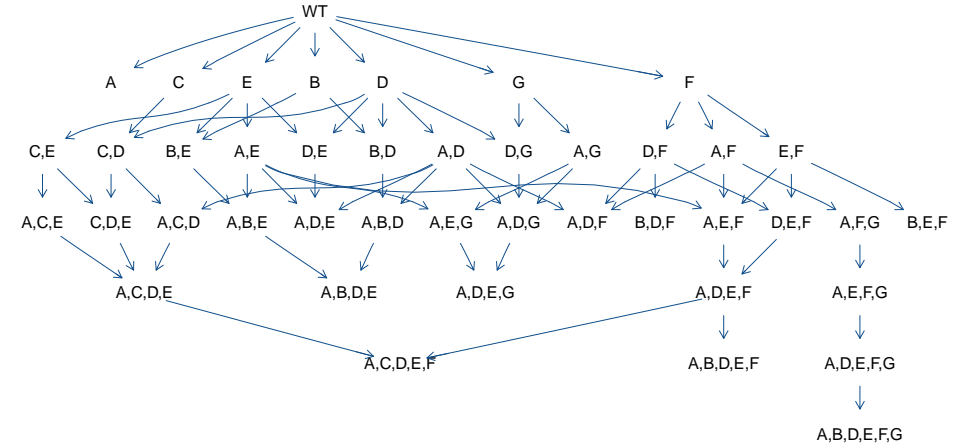 WT
A C E B D G F
C,E C,D B,E A,E D,E B,D A,D D,G A,G D,F A,F E,F
A,C,E C,D,E A,C,D A,B,E A,D,E A,B,D A,E,G A,D,G A,D,F B,D,F A,E,F D,E,F A,F,G B,E,F
A,C,D,E A,B,D,E A,D,E,G A,D,E,F A,E,F,G
A,C,D,E,F A,B,D,E,F A,D,E,F,G
A,B,D,E,F,G